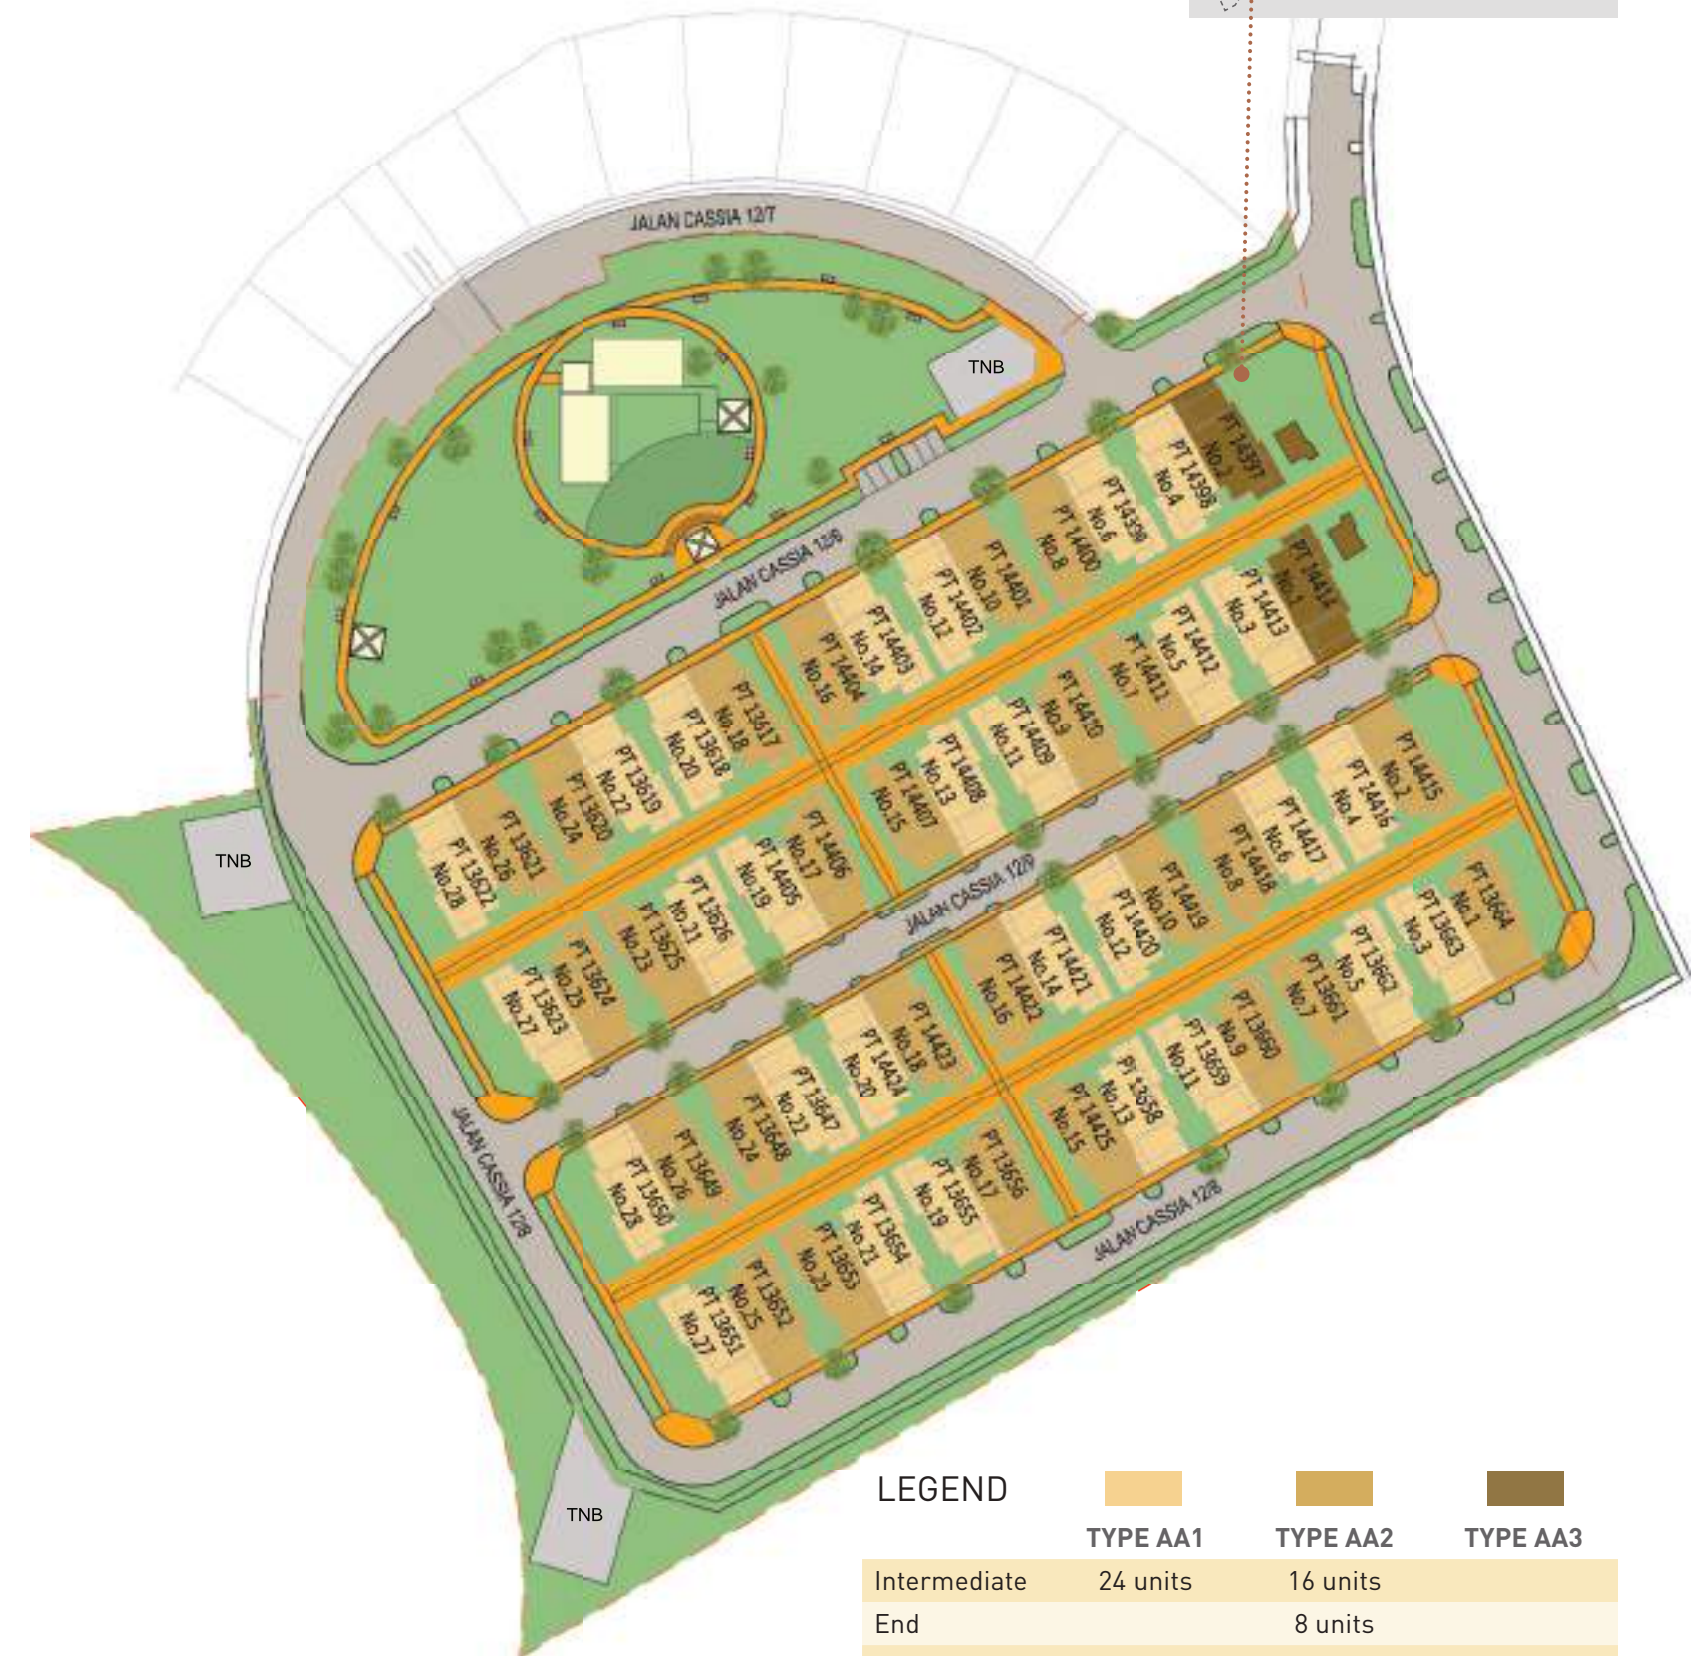 JALAN CASSIA 12/7
TNB
JALAN CASSIA 12/6
PT 14397
No.2
PT 14398
No.4
PT 14399
No.6
PT 14400
No.8
PT 14401
No.10
PT 14402
No.12
PT 14403
No.14
PT 14404
No.16
PT 13617
No.18
PT 13618
No.20
PT 13619
No.22
PT 13620
No.24
PT 13621
No.26
PT 13622
No.28
No.1
PT 14413
No.3
PT 14412
No.5
PT 14411
No.7
PT 14410
No.9
PT 14409
No.11
PT 14408
No.13
PT 14407
No.15
PT 14406
No.17
PT 14405
No.19
PT 13626
No.21
PT 13625
No.23
PT 13624
No.25
PT 13623
No.27
TNB
JALAN CASSIA 12/9
PT 14415
No.2
PT 14416
No.4
PT 14417
No.6
PT 14418
No.8
PT 14419
No.10
PT 14420
No.12
PT 14421
No.14
PT 14422
No.16
PT 14423
No.18
PT 14424
No.20
PT 13647
No.22
PT 13648
No.24
PT 13649
No.26
PT 13650
No.28
PT 13664
No.1
PT 13663
No.3
PT 13662
No.5
PT 13661
No.7
PT 13660
No.9
PT 13659
No.11
PT 13658
No.13
PT 14425
No.15
PT 13656
No.17
PT 13655
No.19
PT 13654
No.21
PT 13653
No.23
PT 13652
No.25
PT 13651
No.27
JALAN CASSIA 12/8
JALAN CASSIA 12/8
TNB
LEGEND
TYPE AA1 TYPE AA2 TYPE AA3
Intermediate 24 units 16 units
End 8 units